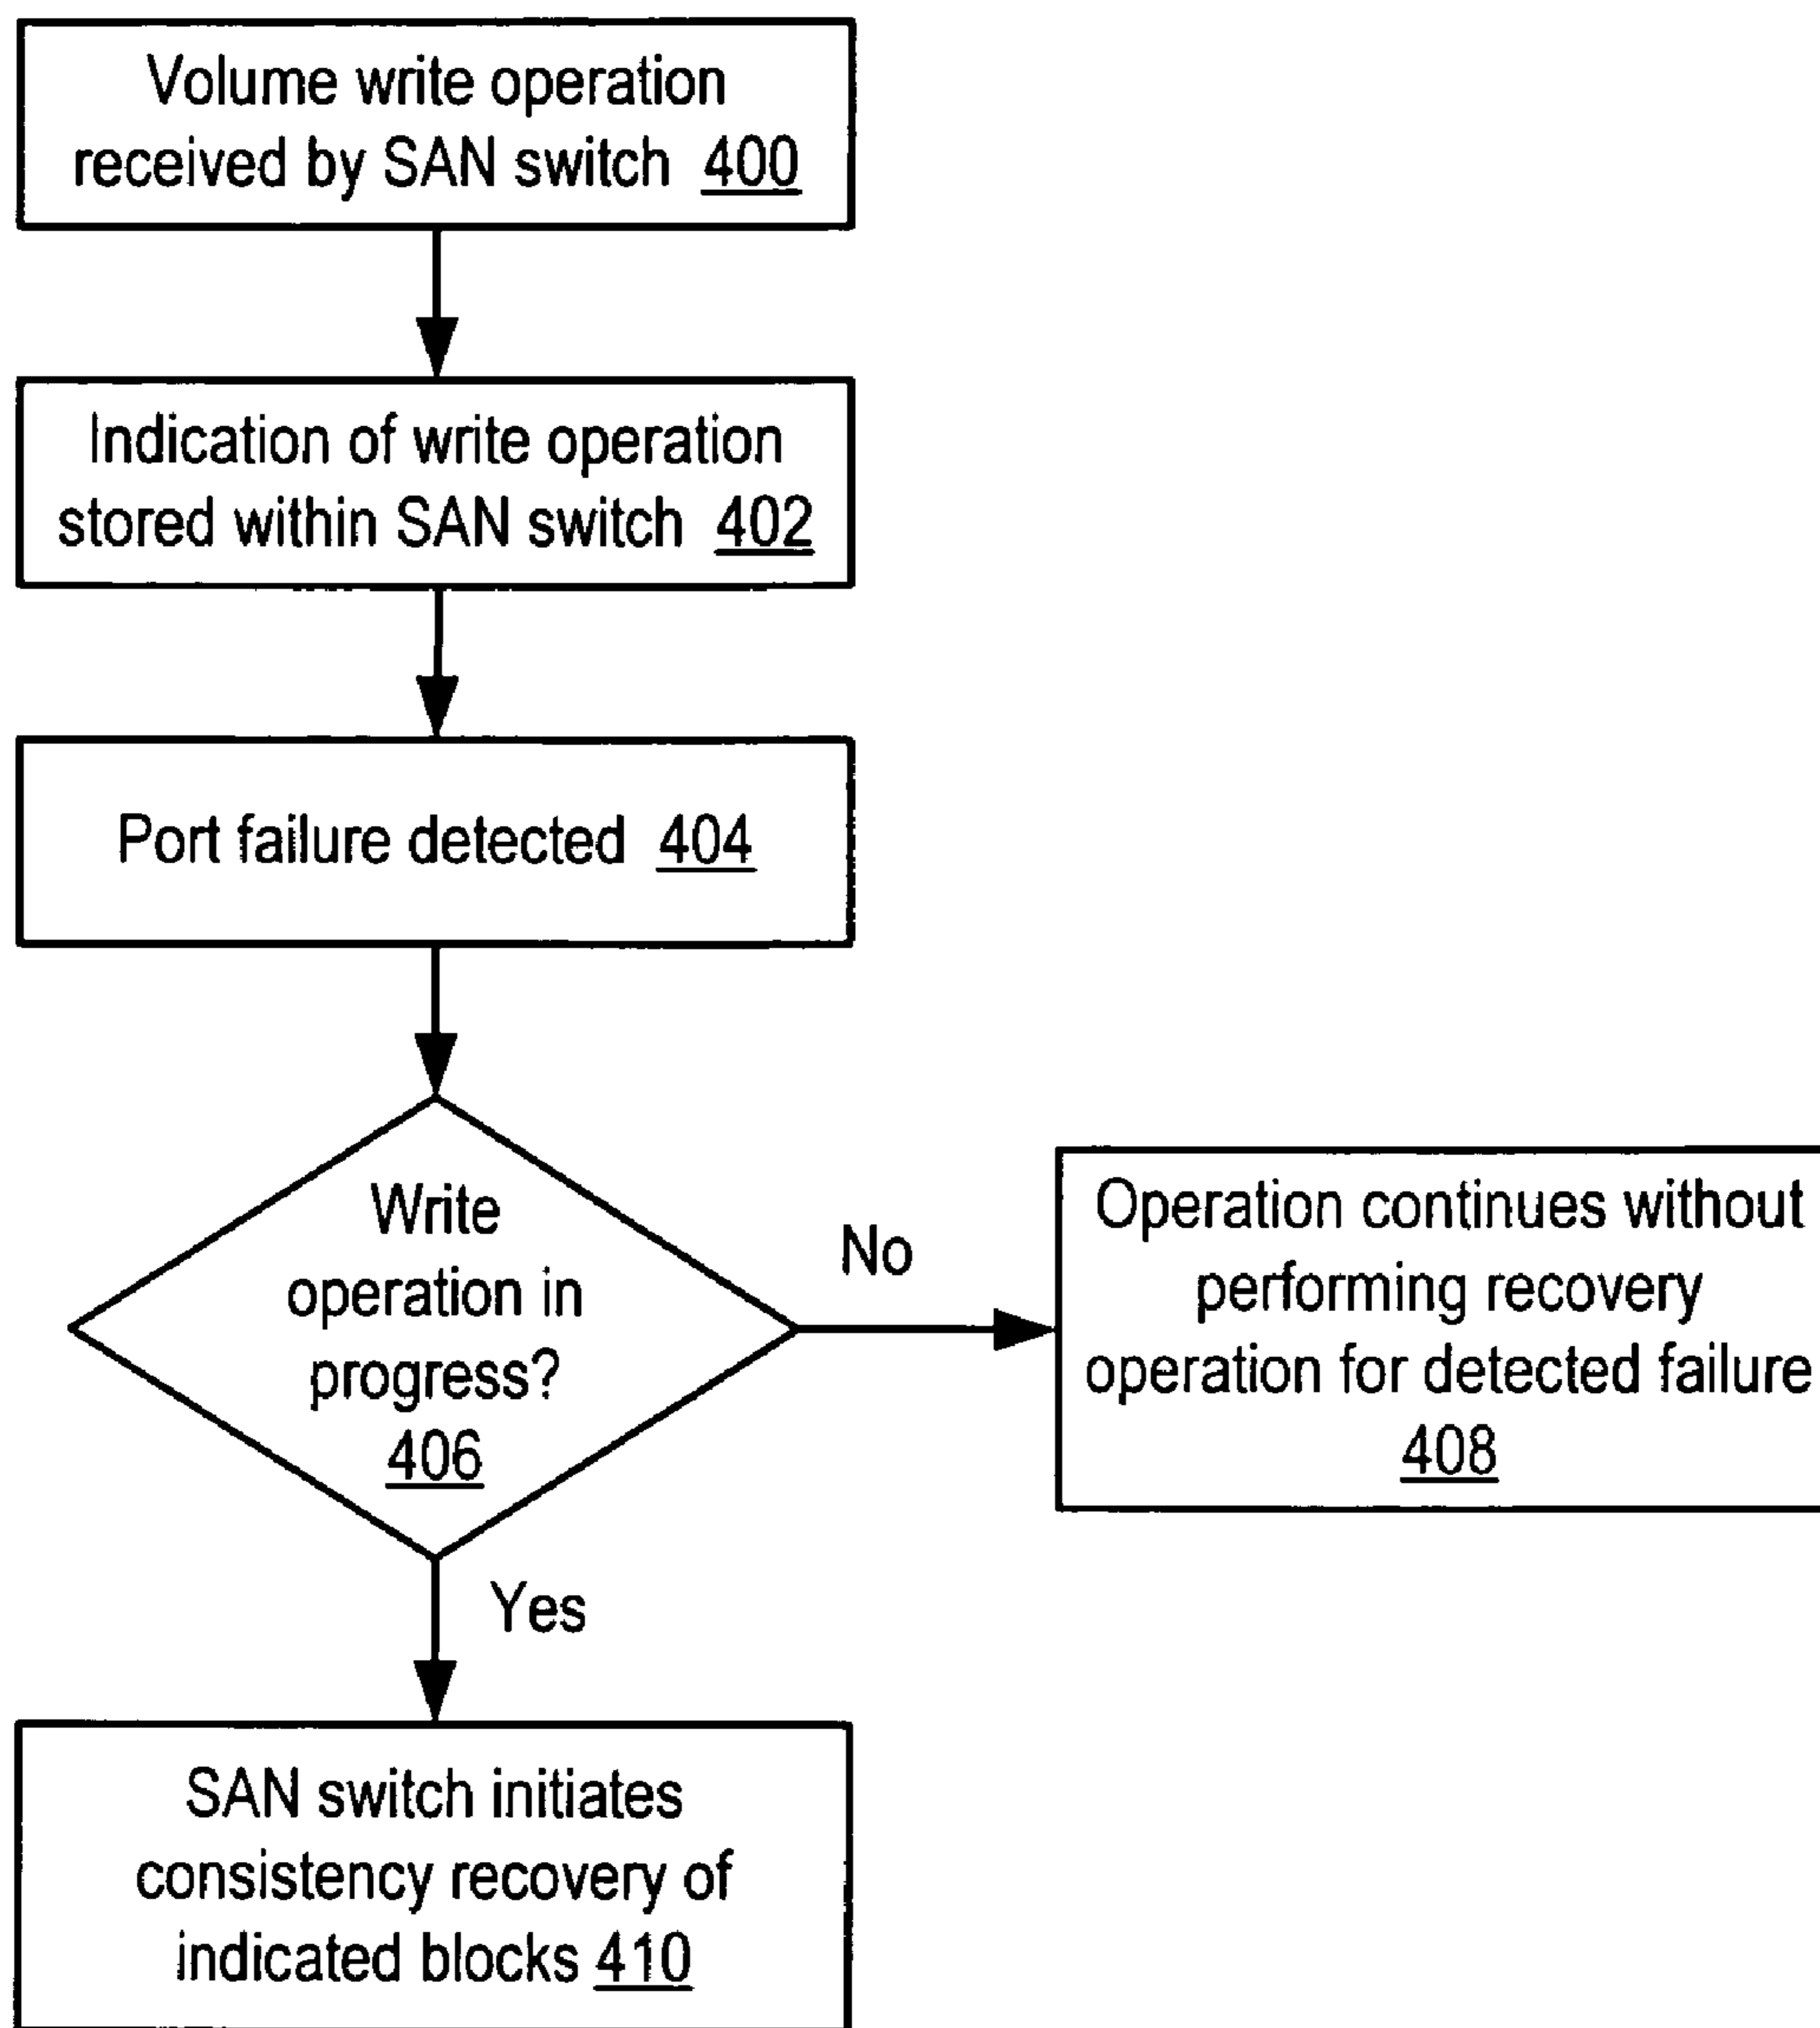 Volume write operation
received by SAN switch 400
Indication of write operation
stored within SAN switch 402
Port failure detected 404
Write
operation in
progress?
406
No
Operation continues without
performing recovery
operation for detected failure
408
Yes
SAN switch initiates
consistency recovery of
indicated blocks 410